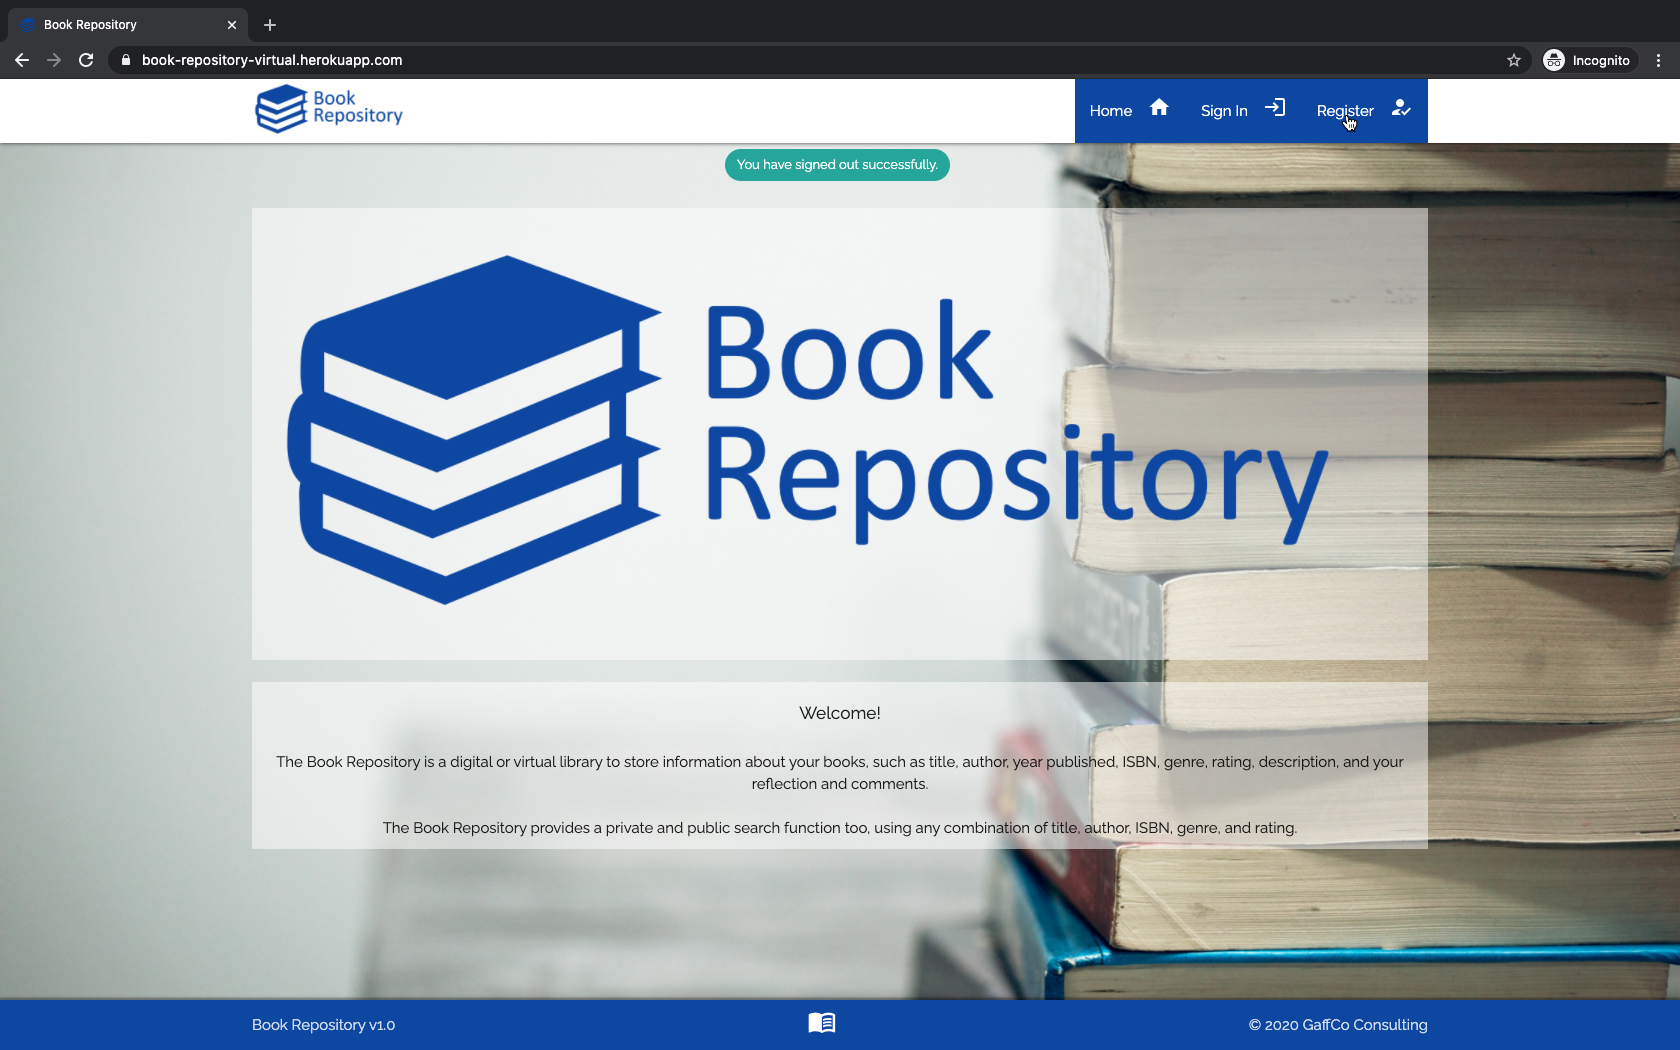 Book Repository
book-repository-virtual.herokuapp.com
Incognito
Book
Repository
Home
Sign In
Register
You have signed out successfully.
Book
Repository
Welcome!
The Book Repository is a digital or virtual library to store information about your books, such as title, author, year published, ISBN, genre, rating, description, and your
reflection and comments.
The Book Repository provides a private and public search function too, using any combination of title, author, ISBN, genre, and rating.
Book Repository v1.0
© 2020 GaffCo Consulting